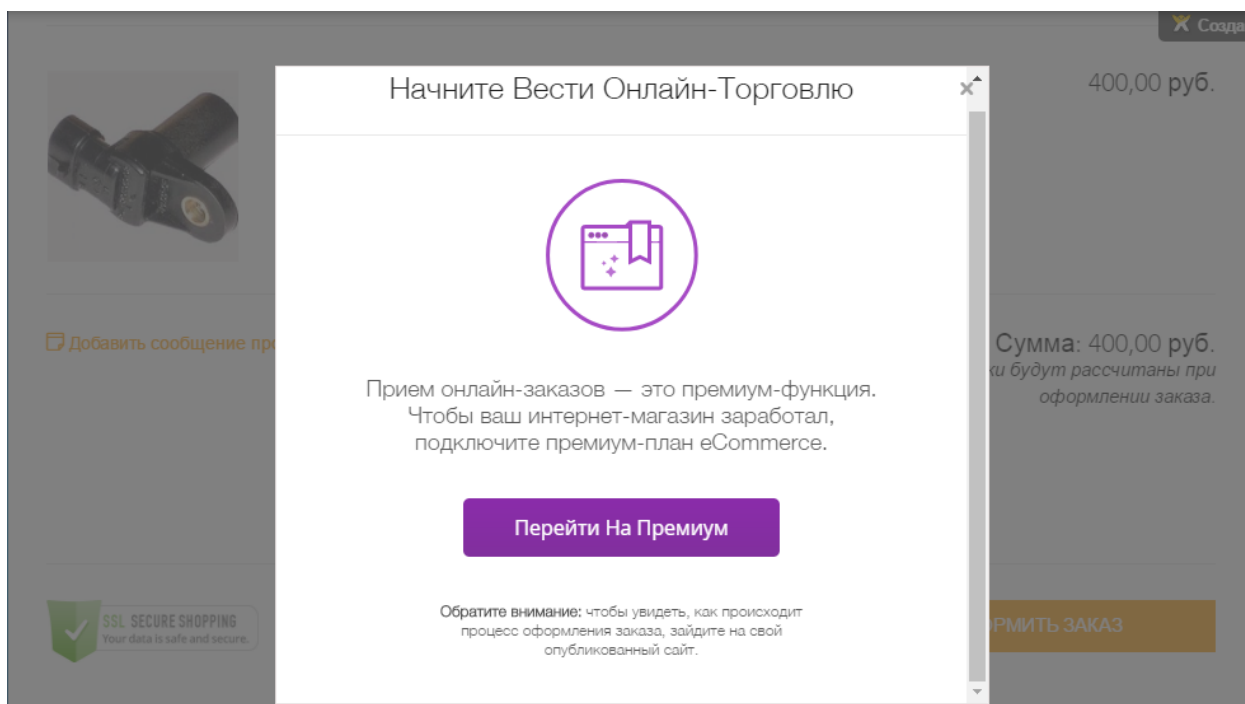 Созда
Начните Вести Онлайн-Торговлю
400,00 руб.
Добавить сообщение
Сумма: 400,00 руб.
будут рассчитаны при
оформлении заказа.
Прием онлайн-заказов — это премиум-функция.
Чтобы ваш интернет-магазин заработал,
подключите премиум-план eCommerce.
Перейти На Премиум
SSL SECURE SHOPPING
Your data is safe and secure.
Обратите внимание: чтобы увидеть, как происходит
процесс оформления заказа, зайдите на свой
опубликованный сайт.
ОРМИТЬ ЗАКАЗ